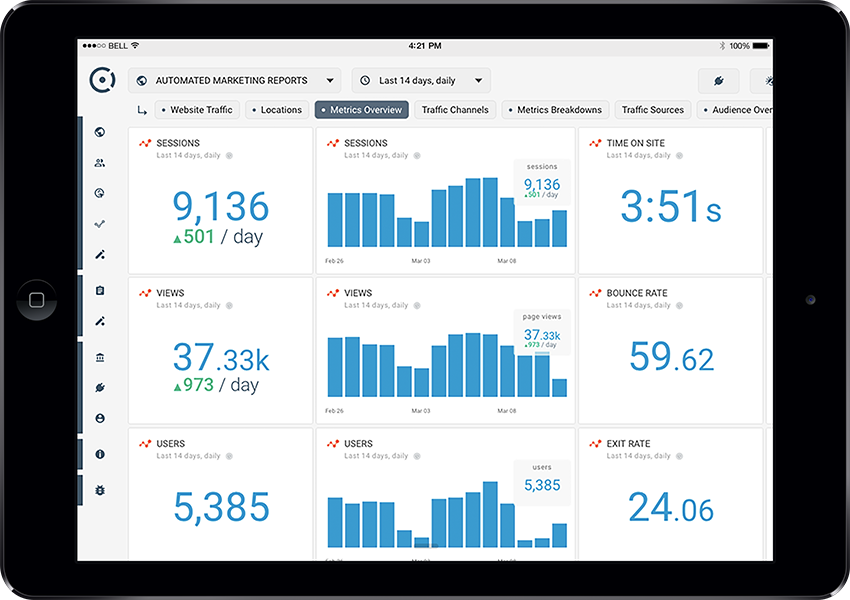 BELL
4:21 PM
100%
AUTOMATED MARKETING REPORTS
Last 14 days, daily
• Website Traffic
• Locations
• Metrics Overview
Traffic Channels
• Metrics Breakdowns
Traffic Sources
• Audience Over
SESSIONS
Last 14 days, daily
9,136
▲501 / day
SESSIONS
Last 14 days, daily
sessions
9,136
▲501 / day
Feb 26
Mar 03
Mar 08
TIME ON SITE
Last 14 days, daily
3:51s
VIEWS
Last 14 days, daily
37.33k
▲973 / day
VIEWS
Last 14 days, daily
page views
37.33k
▲973 / day
Feb 26
Mar 03
Mar 08
BOUNCE RATE
Last 14 days, daily
59.62
USERS
Last 14 days, daily
5,385
USERS
Last 14 days, daily
users
5,385
EXIT RATE
Last 14 days, daily
24.06